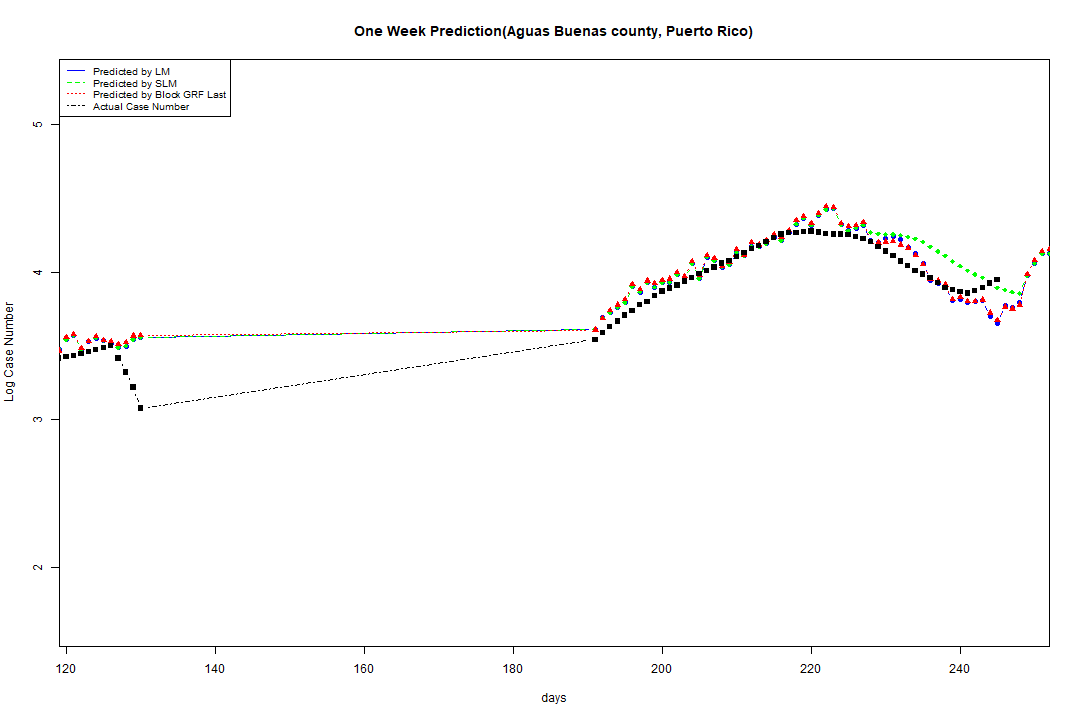 One Week Prediction(Aguas Buenas county, Puerto Rico)
Predicted by LM
Predicted by SLM
Predicted by Block GRF Last
Actual Case Number
5
4
3
2
Log Case Number
120 140 160 180 200 220 240
days